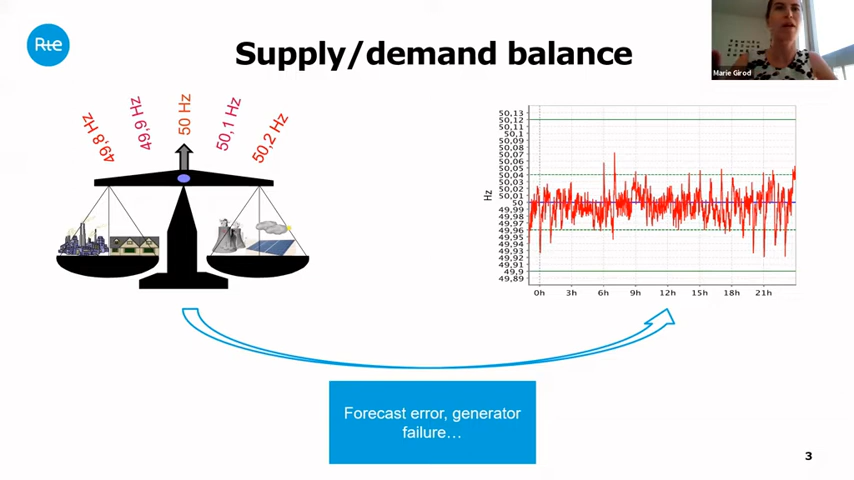 Rte
Supply/demand balance
Marie Girod
49,8 Hz
49,9 Hz
50 Hz
50,1 Hz
50,2 Hz
Hz
50,13
50,12
50,11
50,1
50,09
50,08
50,07
50,06
50,05
50,04
50,03
50,02
50,01
50
49,99
49,98
49,97
49,96
49,95
49,94
49,93
49,92
49,91
49,9
49,89
0h
3h
6h
9h
12h
15h
18h
21h
Forecast error, generator
failure…
3